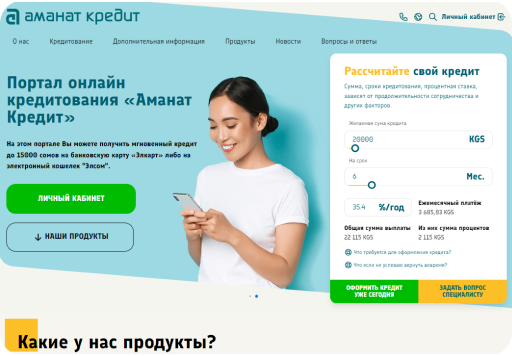 аманат кредит
Личный кабинет
О нас Кредитование Дополнительная информация Продукты Новости Вопросы и ответы
Портал онлайн
кредитования «Аманат
Кредит»
На этом портале Вы можете получить мгновенный кредит
до 15000 сомов на банковскую карту «Элкарт» либо на
электронный кошелек "Элсом".
ЛИЧНЫЙ КАБИНЕТ
НАШИ ПРОДУКТЫ
Рассчитайте свой кредит
Сумма, сроки кредитования, процентная ставка,
зависят от продолжительности сотрудничества и
других факторов.
Желаемая сума кредита
20000 KGS
На срок
6 Мес.
35.4 %/год
Ежемесячный платёж
3 685,83 KGS
Общая сумма выплаты
22 115 KGS
Из них сумма процентов
2 115 KGS
Что требуется для оформления кредита?
Что если не успеваю вернуть вовремя?
ОФОРМИТЬ КРЕДИТ
УЖЕ СЕГОДНЯ
ЗАДАТЬ ВОПРОС
СПЕЦИАЛИСТУ
Какие у нас продукты?